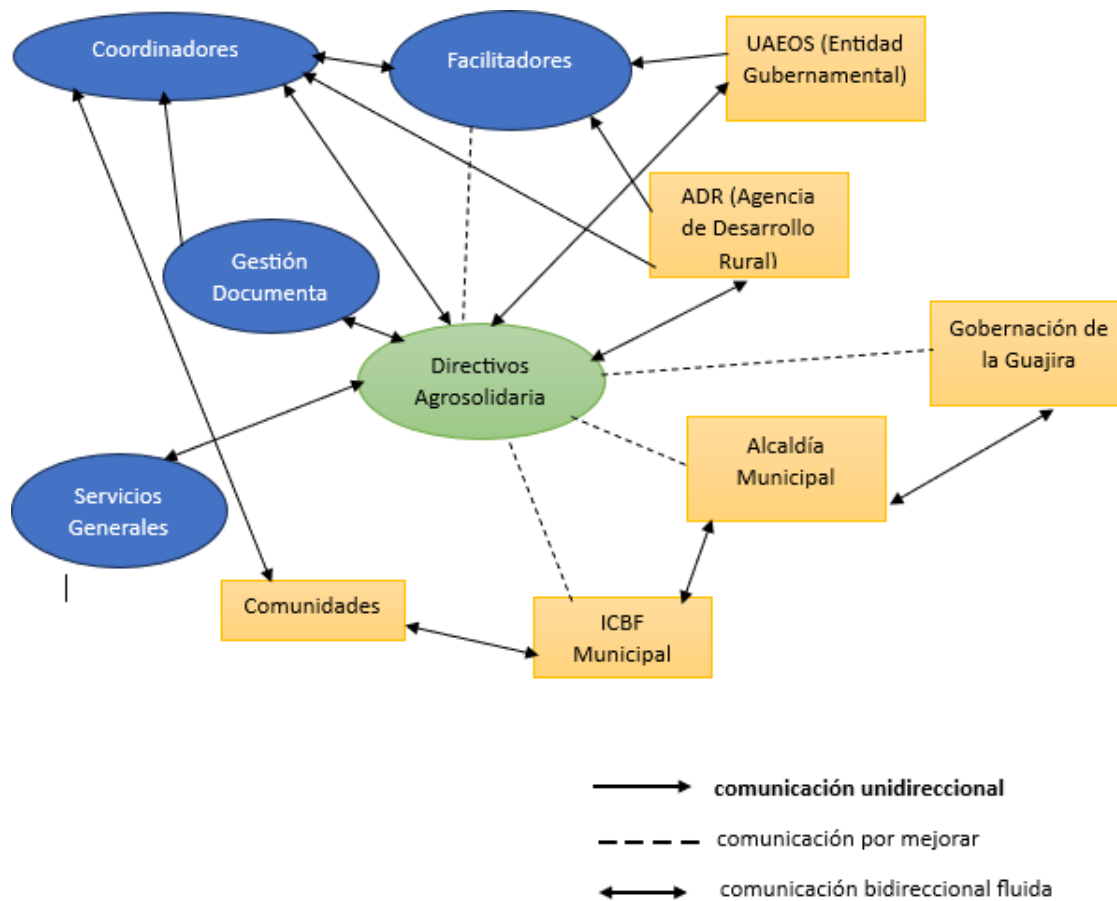 Coordinadores
Facilitadores
UAEOS (Entidad
Gubernamental)
ADR (Agencia
de Desarrollo
Rural)
Gestión
Documenta
Gobernación de
la Guajira
Directivos
Agrosolidaria
Alcaldía
Municipal
Servicios
Generales
Comunidades
ICBF
Municipal
comunicación unidireccional
comunicación por mejorar
comunicación bidireccional fluida